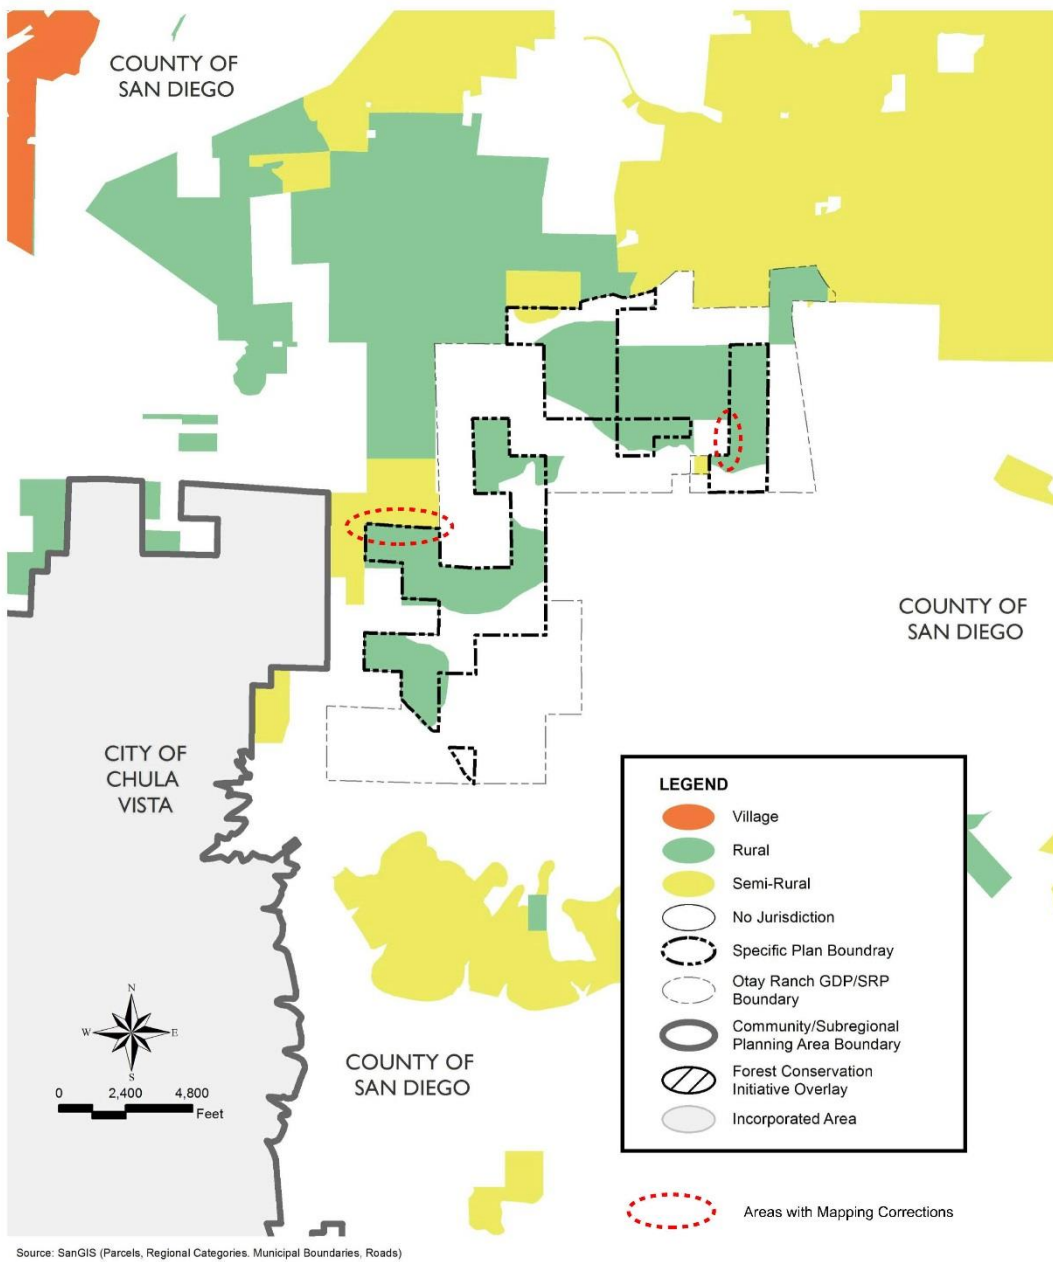 COUNTY OF
SAN DIEGO
COUNTY OF
SAN DIEGO
CITY OF
CHULA
VISTA
LEGEND
Village
Rural
Semi-Rural
No Jurisdiction
Specific Plan Boundray
Otay Ranch GDP/SRP
Boundary
Community/Subregional
Planning Area Boundary
Forest Conservation
Initiative Overlay
Incorporated Area
N
W
E
S
0 2,400 4,800
Feet
COUNTY OF
SAN DIEGO
Areas with Mapping Corrections
Source: SanGIS (Parcels, Regional Categories. Municipal Boundaries, Roads)